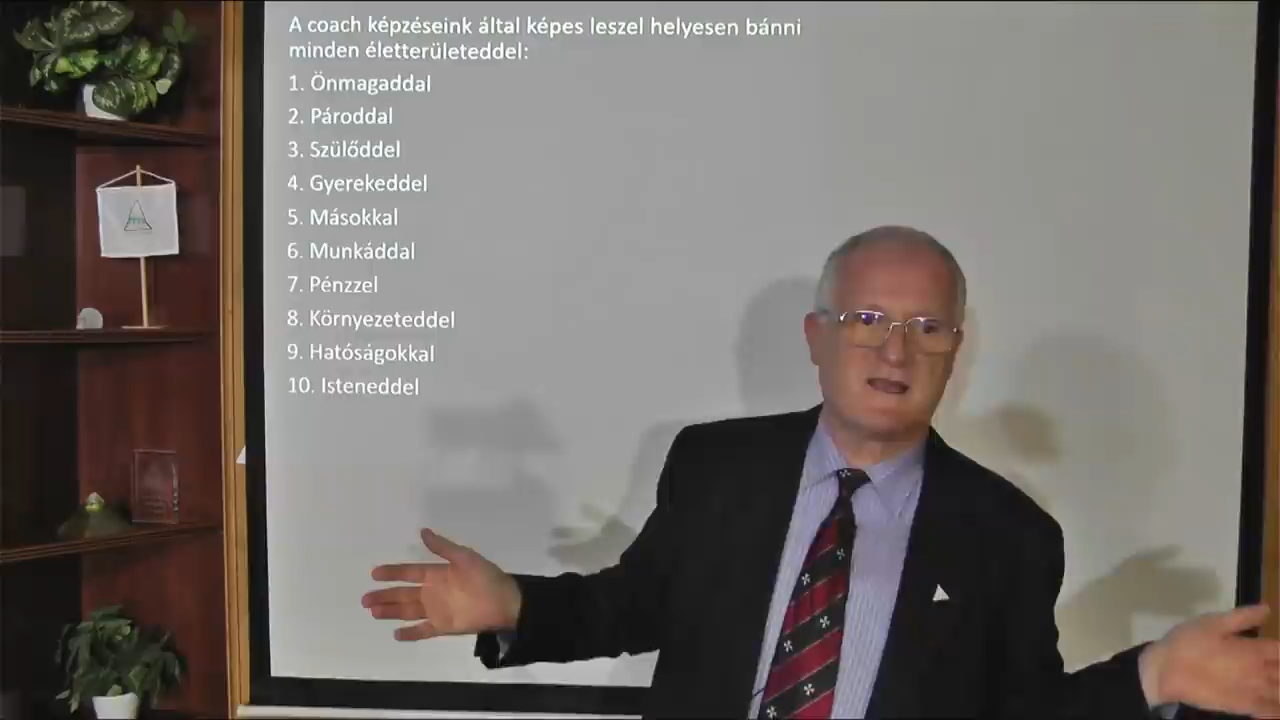 A coach képzéseink által képes leszel helyesen bánni
minden életterületeddel:
1. Önmagaddal
2. Pároddal
3. Szülőddel
4. Gyerekeddel
5. Másokkal
6. Munkáddal
7. Pénzzel
8. Környezeteddel
9. Hatóságokkal
10. Isteneddel